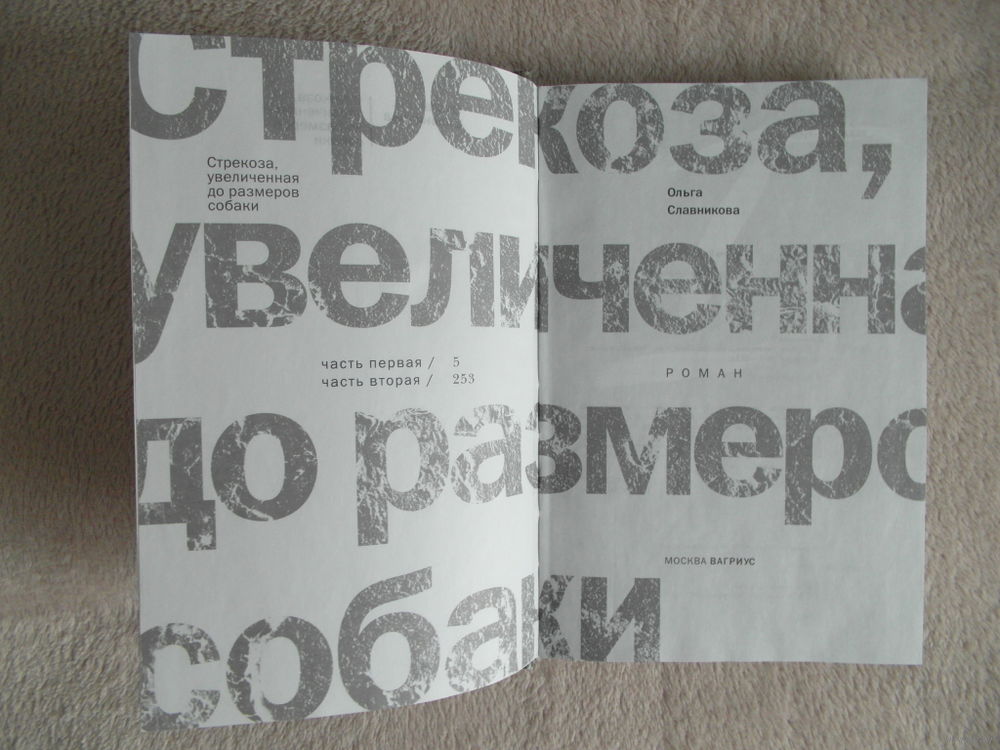 Стрекоза,
увеличенна
до размеро
собаки
Стрекоза,
увеличенная
до размеров
собаки
часть первая / 5
часть вторая / 253
Ольга
Славникова
РОМАН
МОСКВА ВАГРИУС